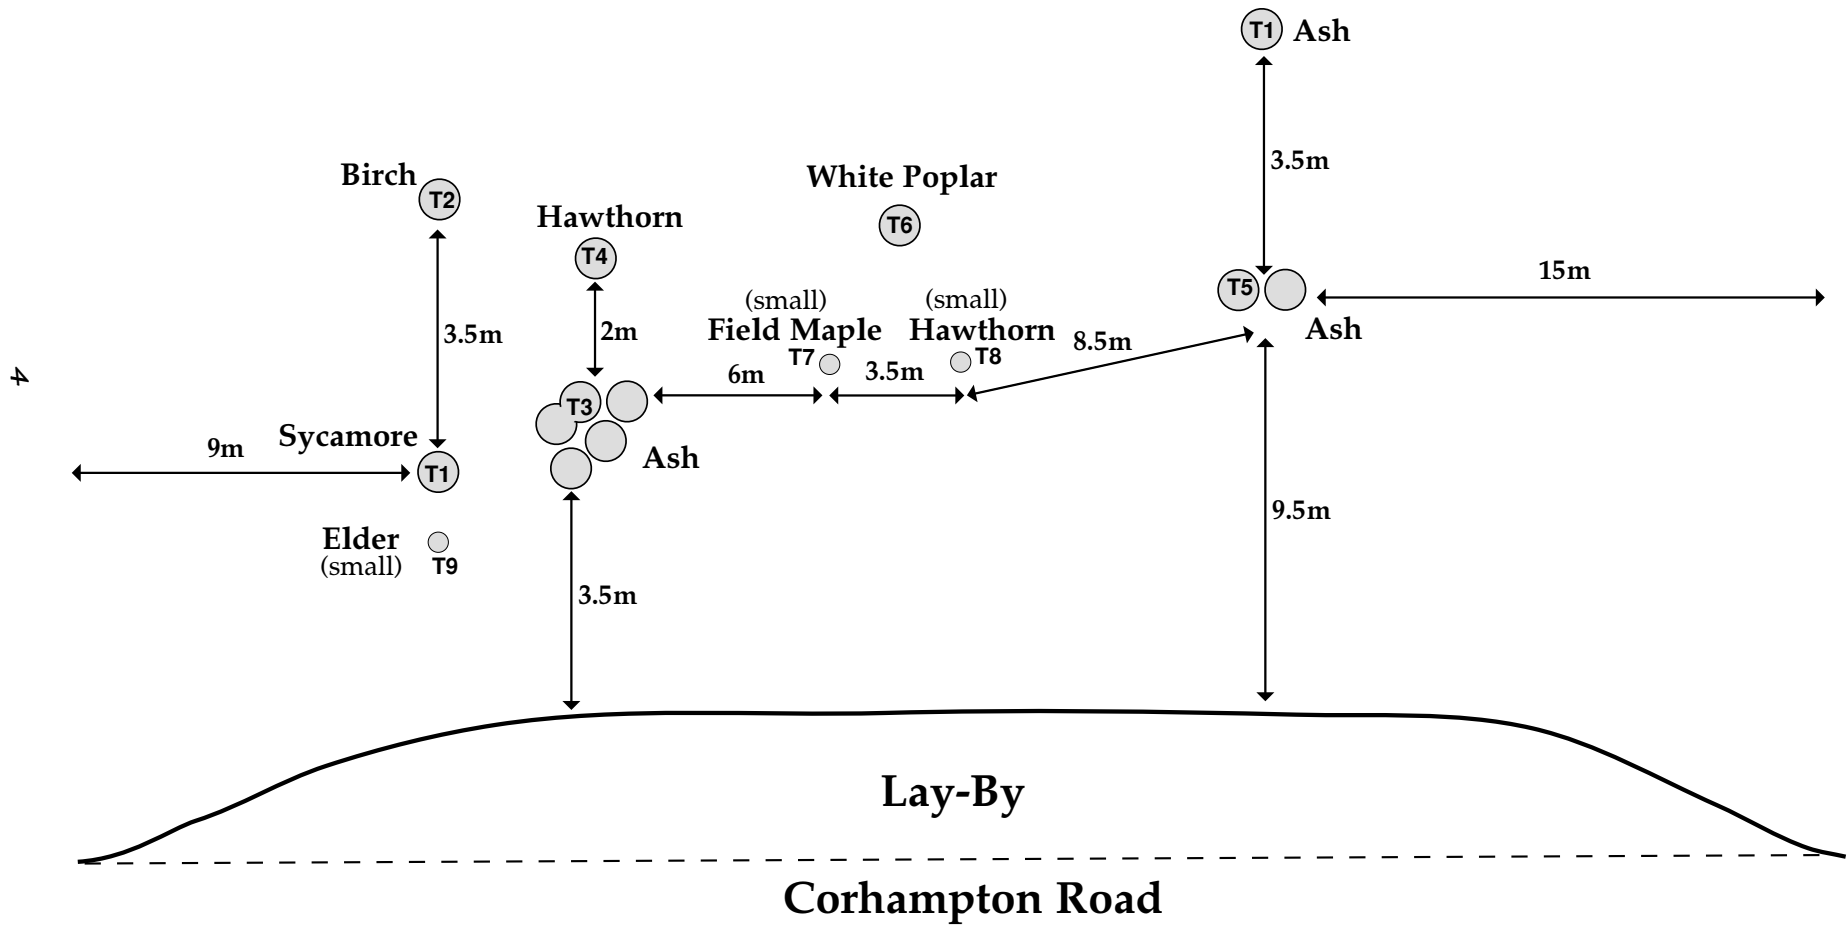 T1 Ash
3.5m
Birch
T2
White Poplar
T6
Hawthorn
T4
15m
T5
Ash
(small)
Field Maple
T7
(small)
Hawthorn
T8
8.5m
3.5m
2m
6m
3.5m
4
T3
Ash
Sycamore
9m
T1
9.5m
Elder
(small)
T9
3.5m
Lay-By
Corhampton Road